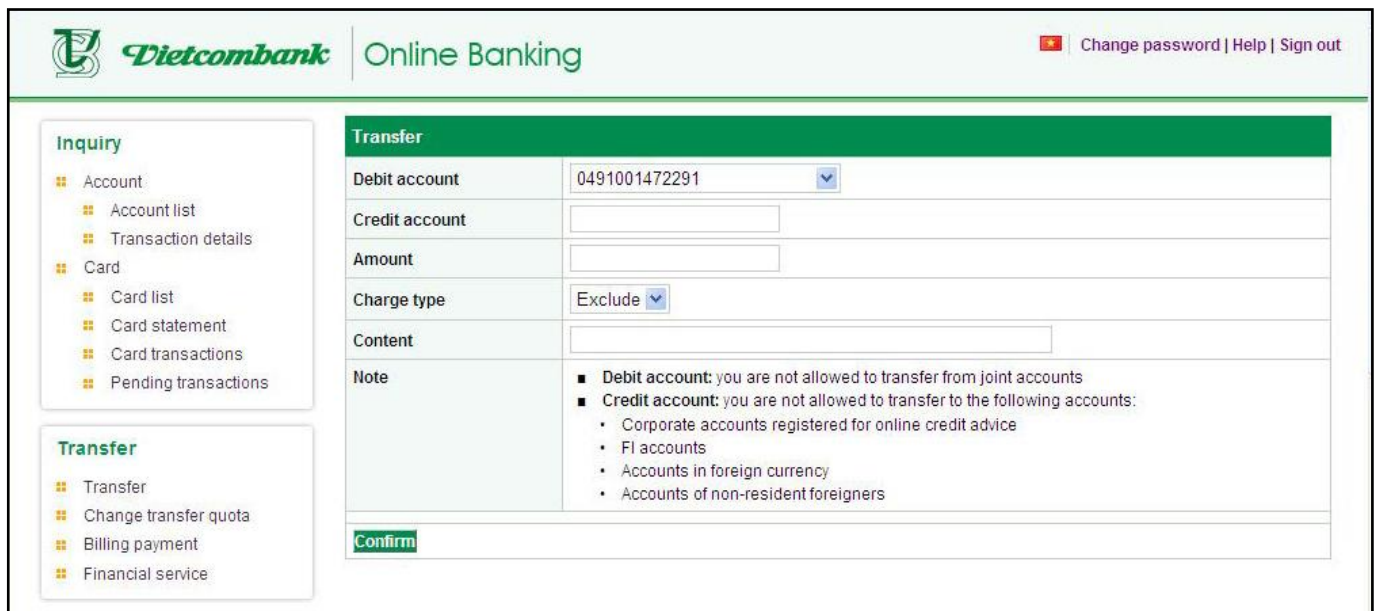 Vietcombank Online Banking
Change password | Help | Sign out
Inquiry
Account
Account list
Transaction details
Card
Card list
Card statement
Card transactions
Pending transactions
Transfer
Transfer
Change transfer quota
Billing payment
Financial service
Transfer
Debit account 0491001472291
Credit account
Amount
Charge type Exclude
Content
Note
■ Debit account: you are not allowed to transfer from joint accounts
■ Credit account: you are not allowed to transfer to the following accounts:
• Corporate accounts registered for online credit advice
• FI accounts
• Accounts in foreign currency
• Accounts of non-resident foreigners
Confirm